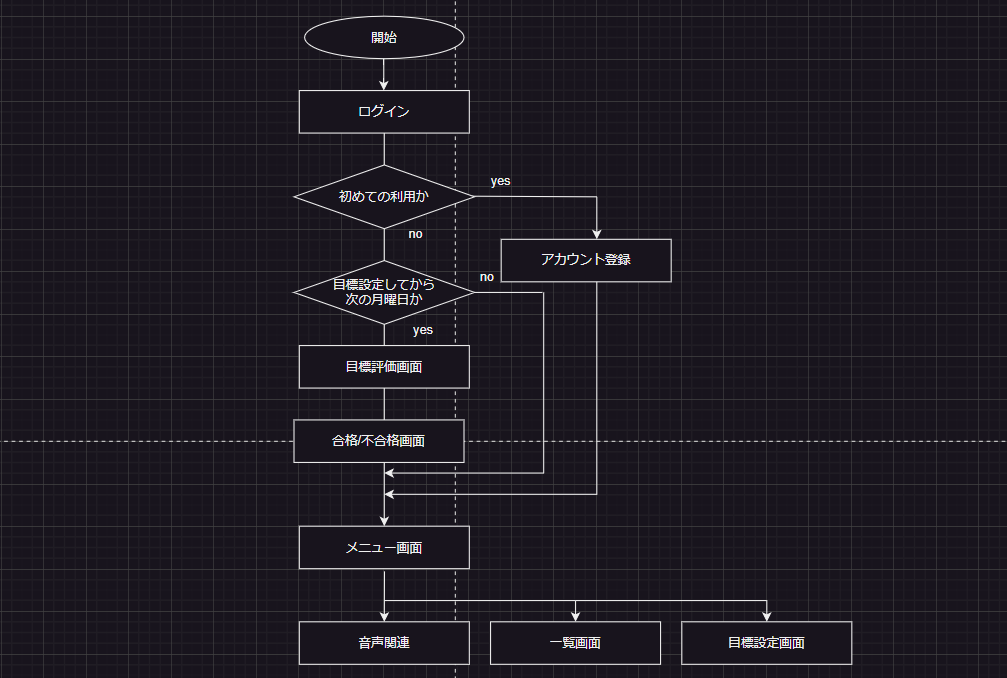 開始
ログイン
初めての利用か
yes
no
アカウント登録
目標設定してから
次の月曜日か
no
yes
目標評価画面
合格/不合格画面
メニュー画面
音声関連
一覧画面
目標設定画面